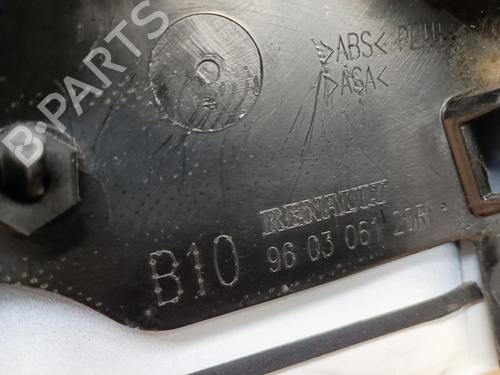 B-PARTS
>ABS<
>ASA<
RENAULT
B10
96 03 061 20R